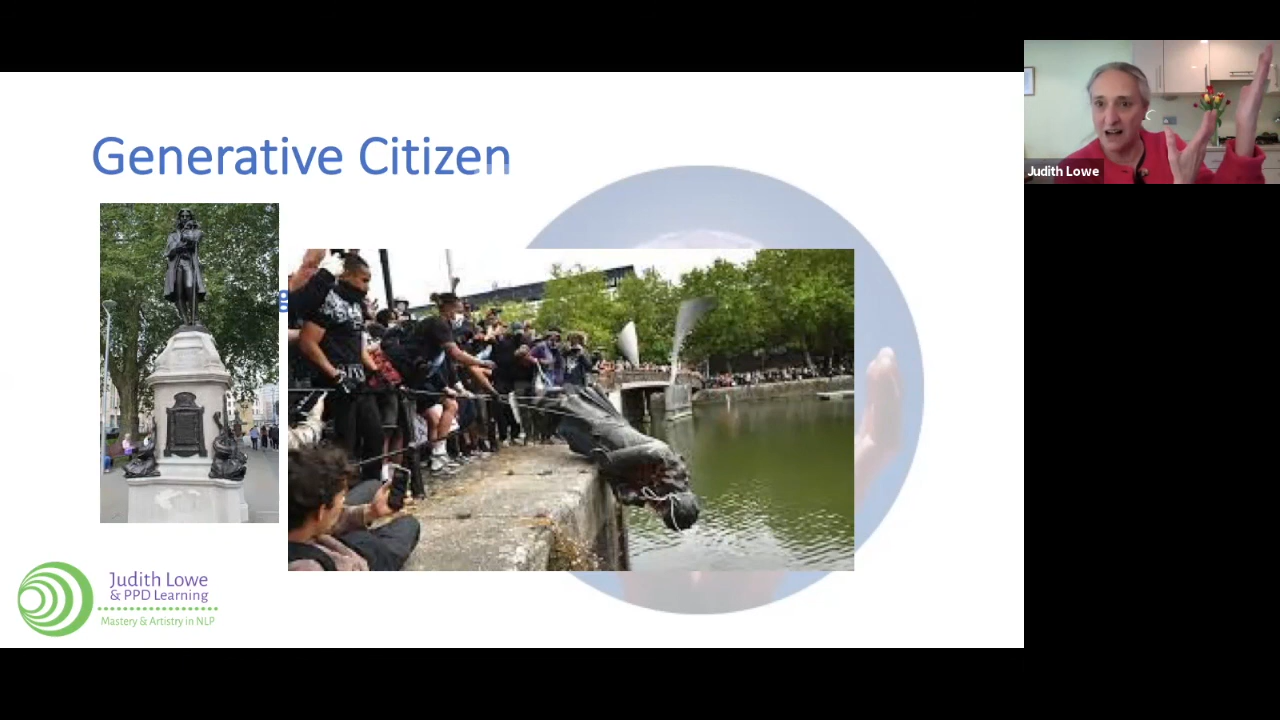 Generative Citizen
Judith Lowe
g
Judith Lowe
& PPD Learning
Mastery & Artistry in NLP